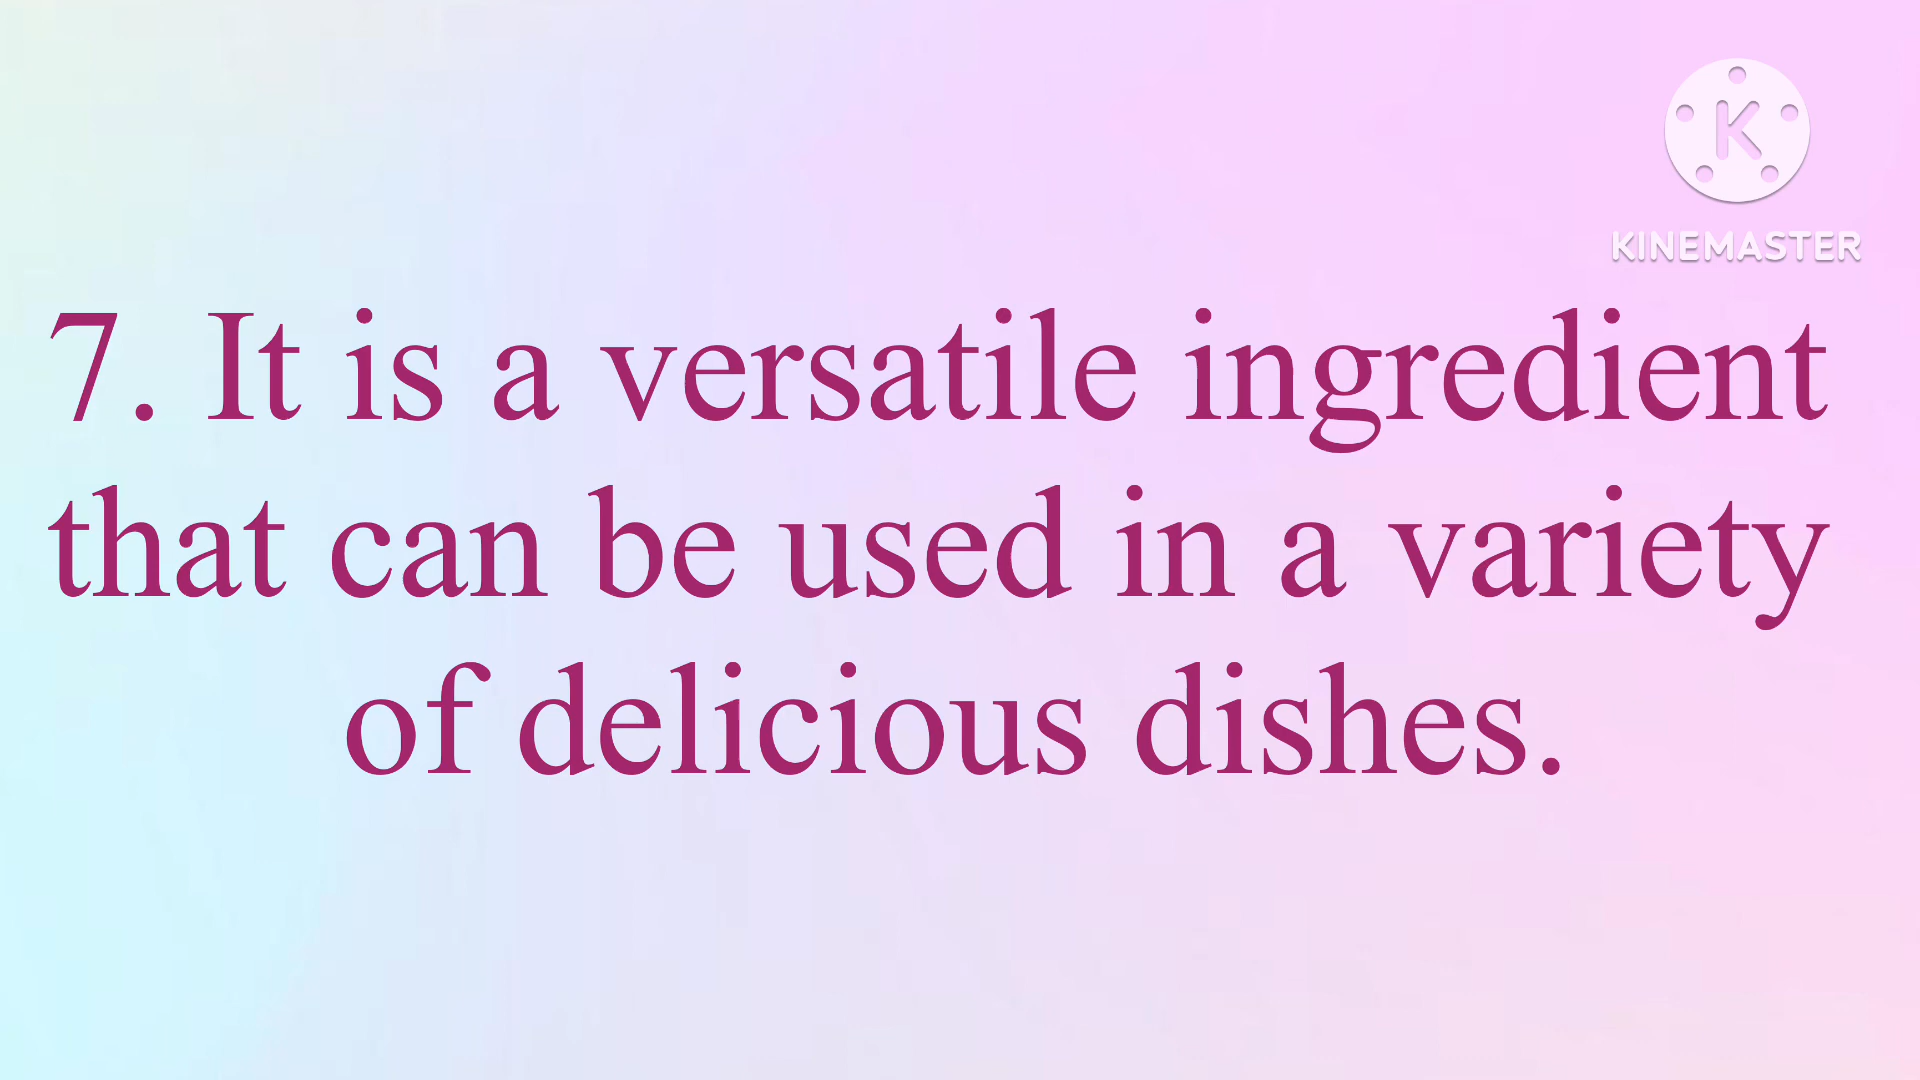 K
KINEMASTER
7. It is a versatile ingredient
that can be used in a variety
of delicious dishes.